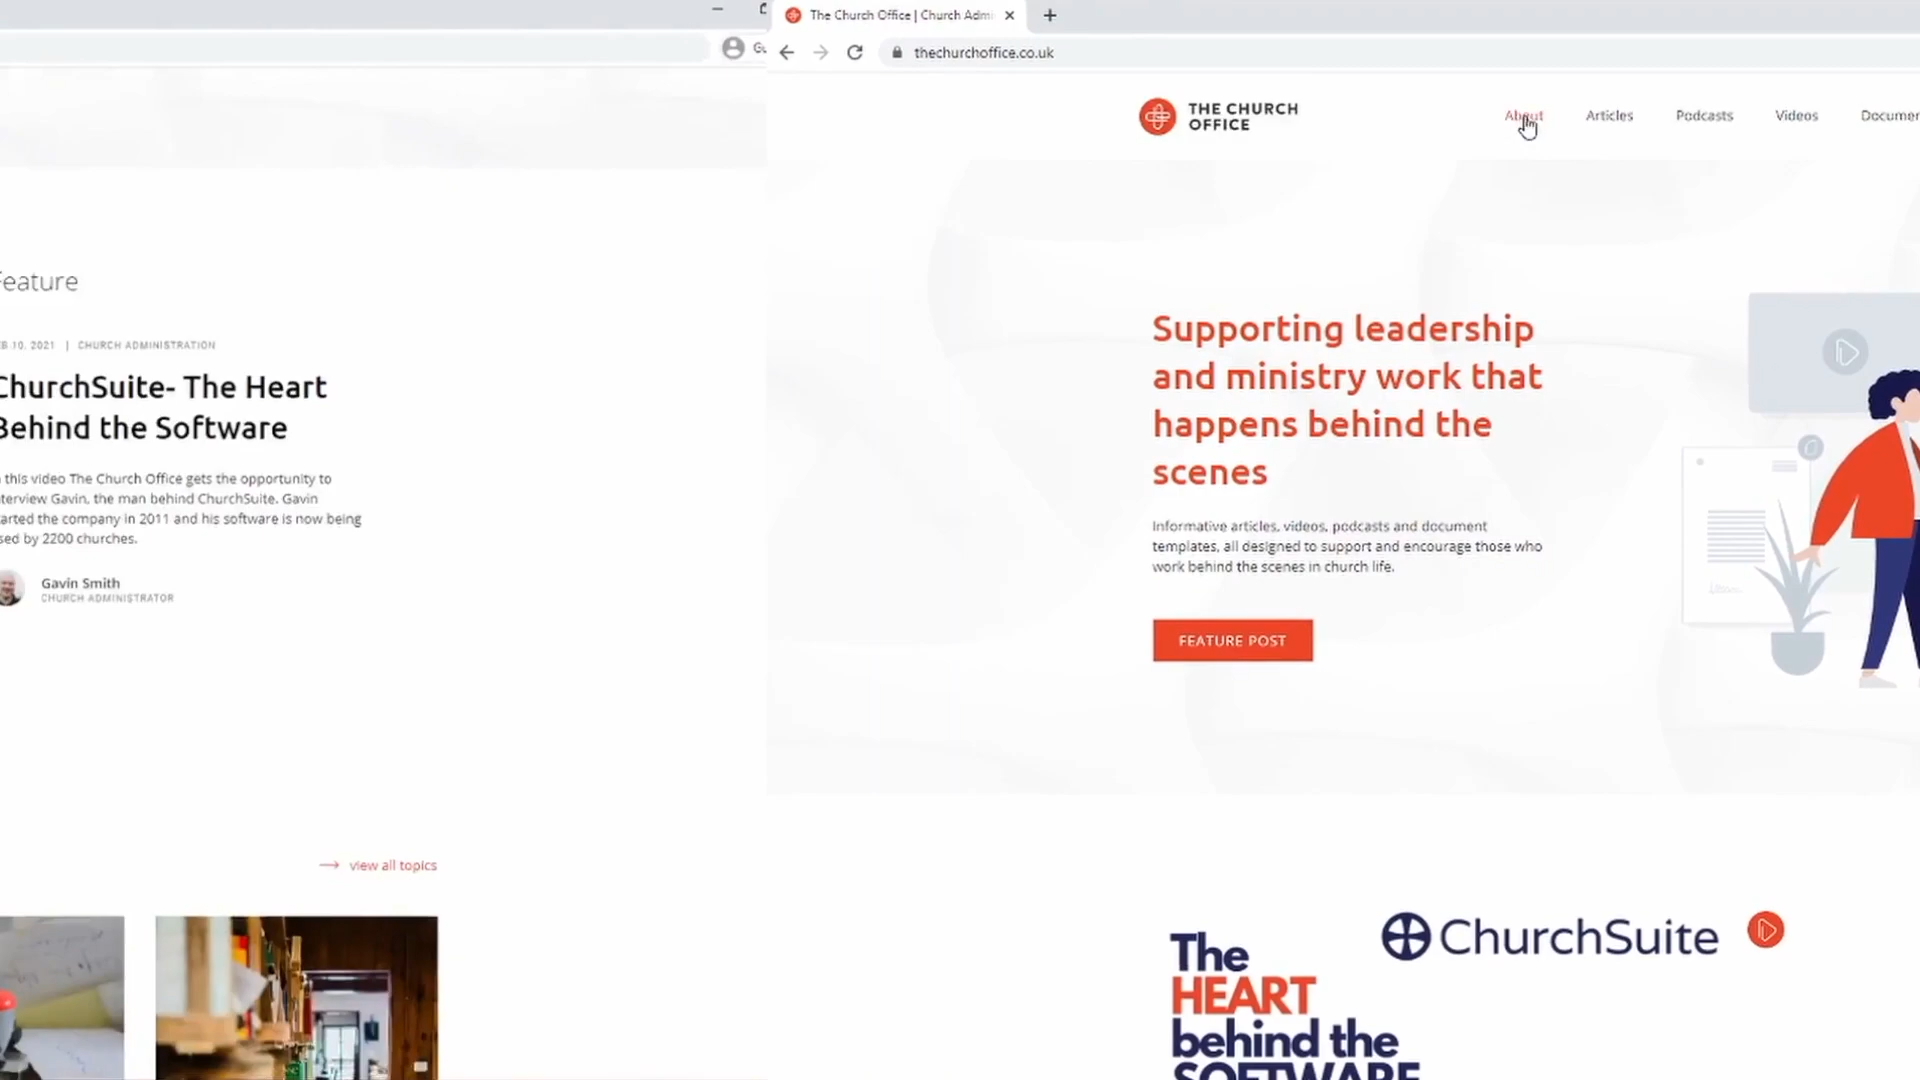 Feature
10, 2021 | CHURCH ADMINISTRATION
ChurchSuite- The Heart
Behind the Software
this video The Church Office gets the opportunity to
terview Gavin, the man behind ChurchSuite. Gavin
arted the company in 2011 and his software is now being
sed by 2200 churches.
Gavin Smith
CHURCH ADMINISTRATOR
view all topics
The Church Office | Church Adm
thechurchoffice.co.uk
THE CHURCH
OFFICE
About
Articles
Podcasts
Videos
Documen
Supporting leadership
and ministry work that
happens behind the
scenes
Informative articles, videos, podcasts and document
templates, all designed to support and encourage those who
work behind the scenes in church life.
FEATURE POST
ChurchSuite
The
HEART
behind the
SOFTWARE